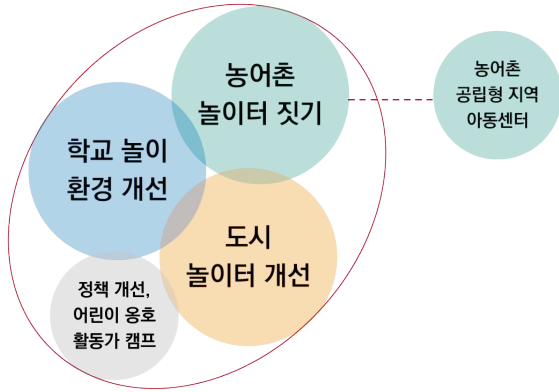 농어촌
놀이터 짓기
농어촌
공립형 지역
아동센터
학교 놀이
환경 개선
도시
놀이터 개선
정책 개선,
어린이 옹호
활동가 캠프